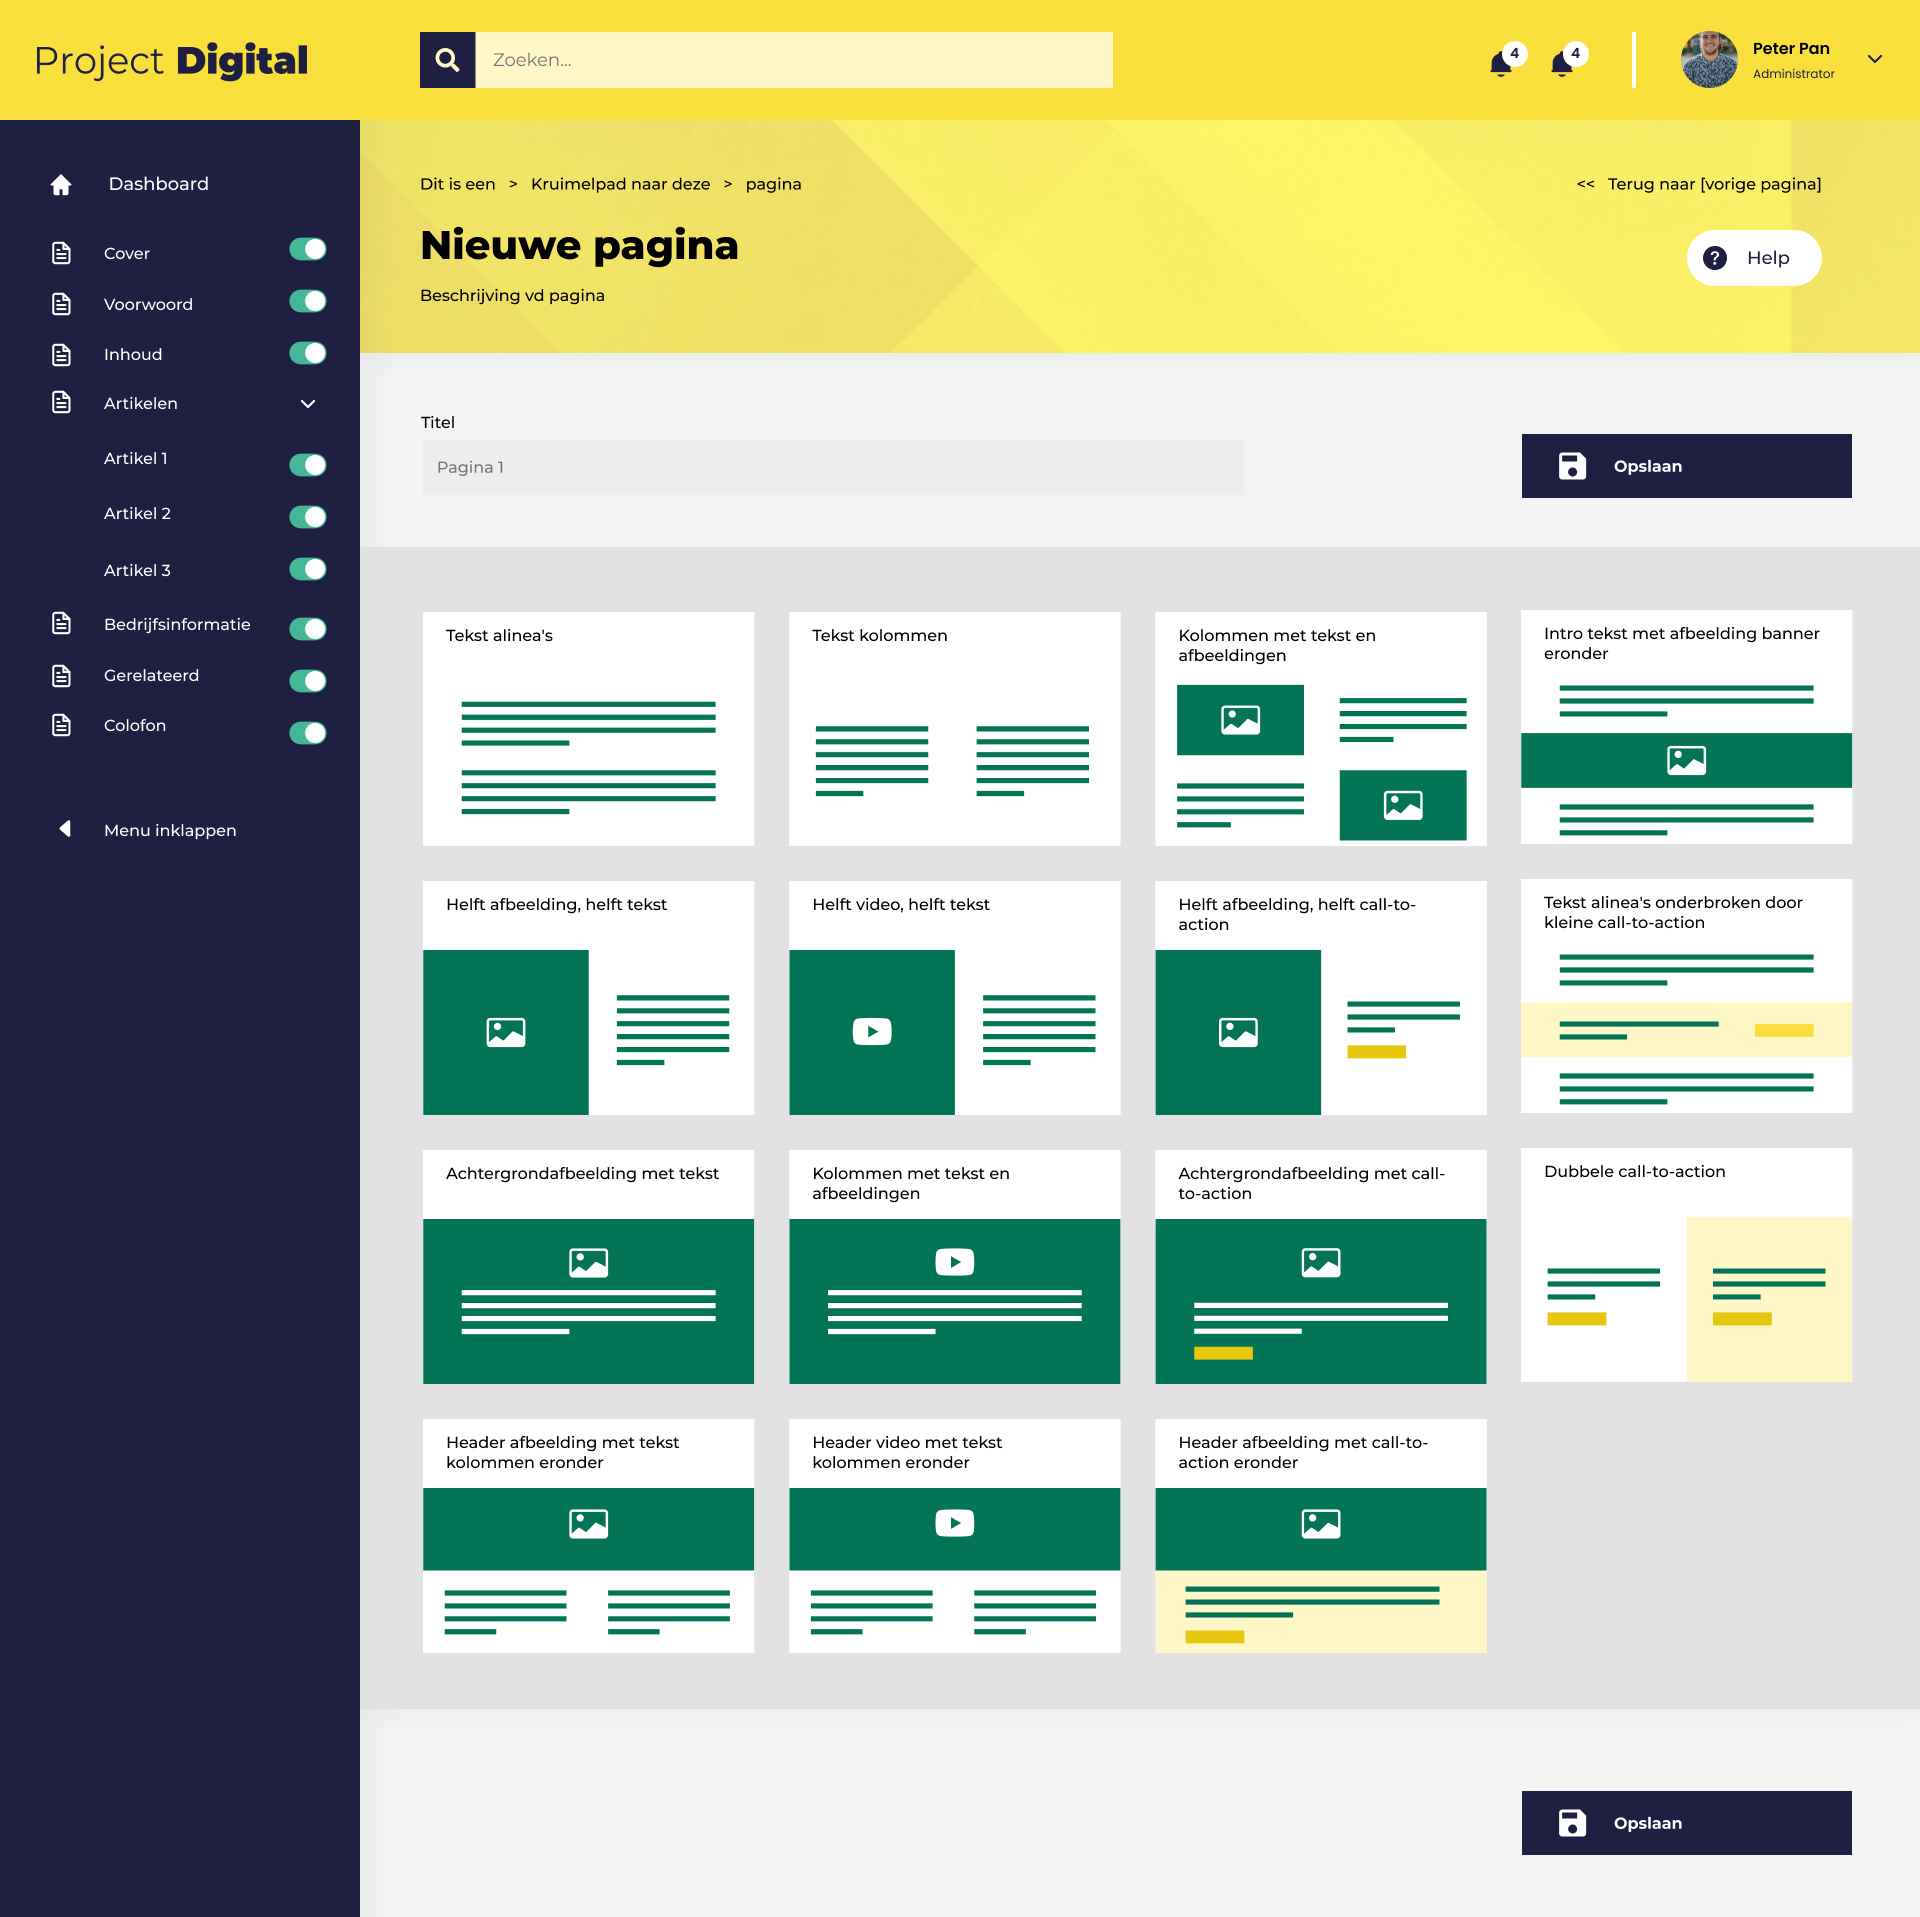 Project Digital
Zoeken...
4
4
Peter Pan
Administrator
Dashboard
Cover
Voorwoord
Inhoud
Artikelen
Artikel 1
Artikel 2
Artikel 3
Bedrijfsinformatie
Gerelateerd
Colofon
Menu inklappen
Dit is een > Kruimelpad naar deze > pagina
<< Terug naar [vorige pagina]
Nieuwe pagina
? Help
Beschrijving vd pagina
Titel
Pagina 1
Opslaan
Tekst alinea's
Tekst kolommen
Kolommen met tekst en
afbeeldingen
Intro tekst met afbeelding banner
eronder
Helft afbeelding, helft tekst
Helft video, helft tekst
Helft afbeelding, helft call-to-
action
Tekst alinea's onderbroken door
kleine call-to-action
Achtergrondafbeelding met tekst
Kolommen met tekst en
afbeeldingen
Achtergrondafbeelding met call-
to-action
Dubbele call-to-action
Header afbeelding met tekst
kolommen eronder
Header video met tekst
kolommen eronder
Header afbeelding met call-to-
action eronder
Opslaan